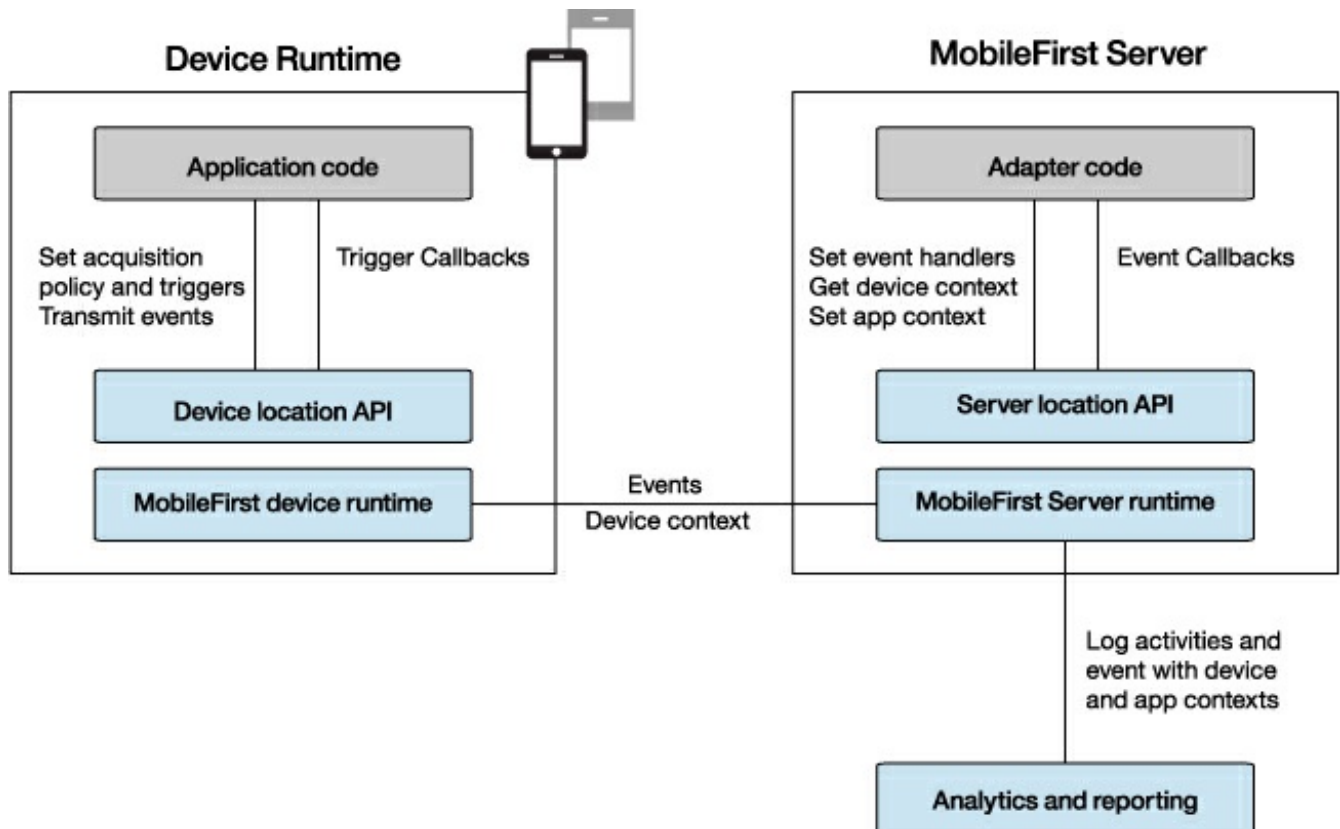 Device Runtime
MobileFirst Server
Application code
Set acquisition
policy and triggers
Transmit events
Trigger Callbacks
Device location API
MobileFirst device runtime
Events
Device context
Adapter code
Set event handlers
Get device context
Set app context
Event Callbacks
Server location API
MobileFirst Server runtime
Log activities and
event with device
and app contexts
Analytics and reporting